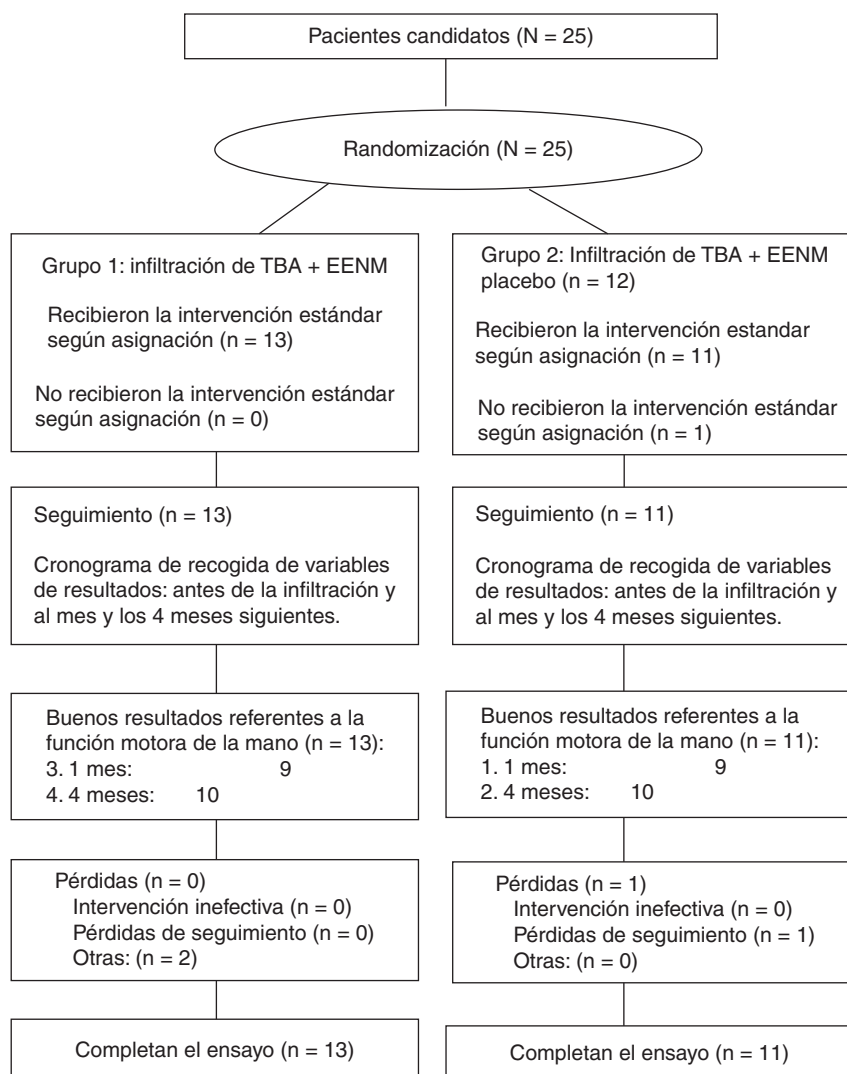 Pacientes candidatos (N = 25)
Randomización (N = 25)
Grupo 1: infiltración de TBA + EENM
Recibieron la intervención estándar
según asignación (n = 13)
No recibieron la intervención estándar
según asignación (n = 0)
Grupo 2: Infiltración de TBA + EENM
placebo (n = 12)
Recibieron la intervención estandar
según asignación (n = 11)
No recibieron la intervención estándar
según asignación (n = 1)
Seguimiento (n = 13)
Cronograma de recogida de variables
de resultados: antes de la infiltración y
al mes y los 4 meses siguientes.
Seguimiento (n = 11)
Cronograma de recogida de variables
de resultados: antes de la infiltración y
al mes y los 4 meses siguientes.
Buenos resultados referentes a la
función motora de la mano (n = 13):
3. 1 mes: 9
4. 4 meses: 10
Buenos resultados referentes a la
función motora de la mano (n = 11):
1. 1 mes: 9
2. 4 meses: 10
Pérdidas (n = 0)
Intervención inefectiva (n = 0)
Pérdidas de seguimiento (n = 0)
Otras: (n = 2)
Pérdidas (n = 1)
Intervención inefectiva (n = 0)
Pérdidas de seguimiento (n = 1)
Otras: (n = 0)
Completan el ensayo (n = 13)
Completan el ensayo (n = 11)